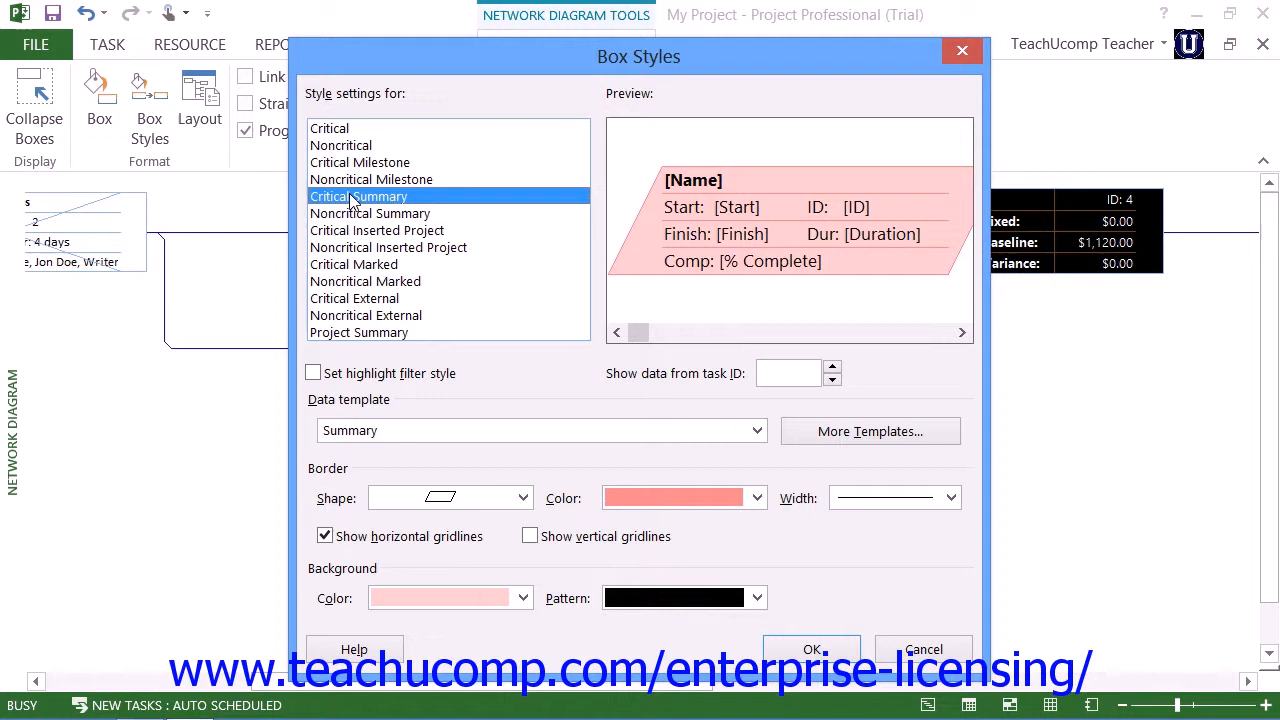 NETWORK DIAGRAM TOOLS
My Project - Project Professional (Trial)
FILE
TASK
RESOURCE
TeachUcomp Teacher
Box Styles
Collapse
Boxes
Box
Box
Styles
Layout
Link
Display
Format
Style settings for:
Critical
Noncritical
Critical Milestone
Noncritical Milestone
Critical Summary
Noncritical Summary
Critical Inserted Project
Noncritical Inserted Project
Critical Marked
Noncritical Marked
Critical External
Noncritical External
Project Summary
Preview:
[Name]
Start: [Start] ID: [ID]
Finish: [Finish] Dur: [Duration]
Comp: [% Complete]
Set highlight filter style
Show data from task ID:
Data template
Summary
More Templates...
Border
Shape:
Color:
Width:
Show horizontal gridlines
Show vertical gridlines
Background
Color:
Pattern:
Help
OK
Cancel
2
: 4 days
e, Jon Doe, Writer
ID: 4
ixed: $0.00
aseline: $1,120.00
ariance: $0.00
NETWORK DIAGRAM
www.teachucomp.com/enterprise-licensing/
BUSY
NEW TASKS : AUTO SCHEDULED